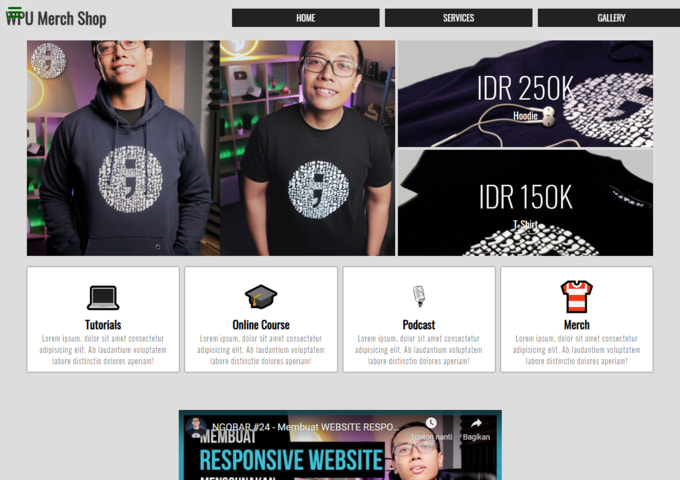 WPU Merch Shop
HOME
SERVICES
GALLERY
IDR 250K
Hoodie
IDR 150K
T-Shirt
Tutorials
Lorem ipsum, dolor sit amet consectetur
adipisicing elit. Ab laudantium voluptatem
labore distinctio dolores aperiam!
Online Course
Lorem ipsum, dolor sit amet consectetur
adipisicing elit. Ab laudantium voluptatem
labore distinctio dolores aperiam!
Podcast
Lorem ipsum, dolor sit amet consectetur
adipisicing elit. Ab laudantium voluptatem
labore distinctio dolores aperiam!
Merch
Lorem ipsum, dolor sit amet consectetur
adipisicing elit. Ab laudantium voluptatem
labore distinctio dolores aperiam!
NGOBAR #24 - Membuat WEBSITE RESPO...
Tonton nanti
Bagikan
MEMBUAT
RESPONSIVE WEBSITE
MENGGUNAKAN